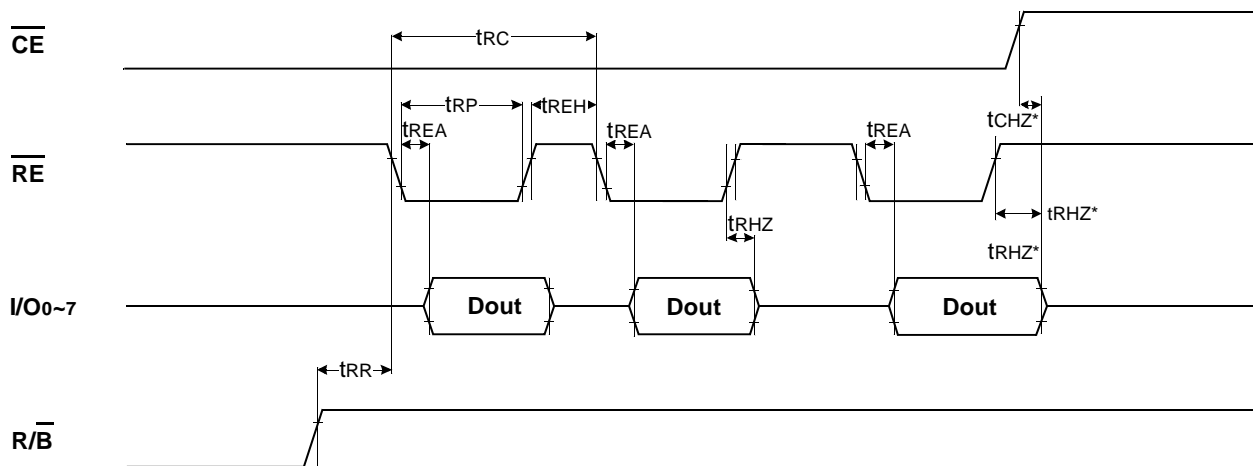 CE
tRC
tRP
tREH
tREA
tREA
tREA
tCHZ*
RE
tRHZ
tRHZ*
tRHZ*
I/O0~7
Dout
Dout
Dout
tRR
R/B